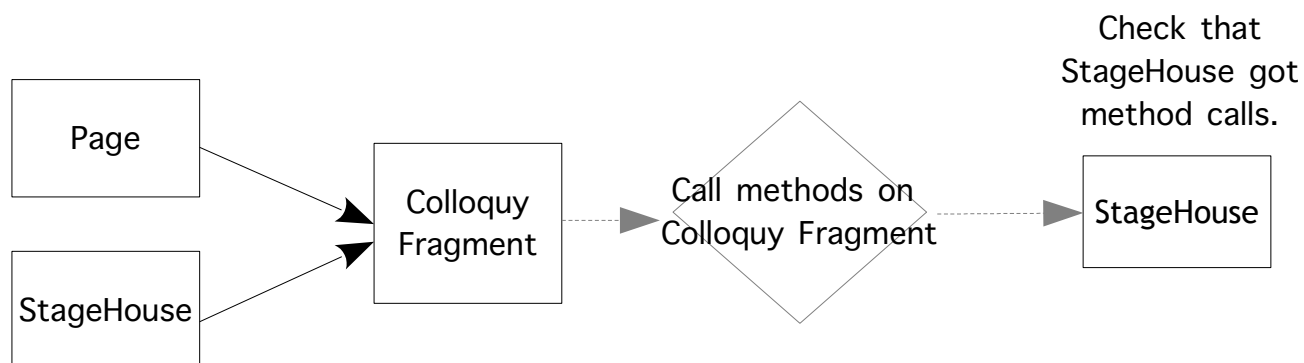 Page
StageHouse
Colloquy
Fragment
Call methods on
Colloquy Fragment
Check that
StageHouse got
method calls.
StageHouse